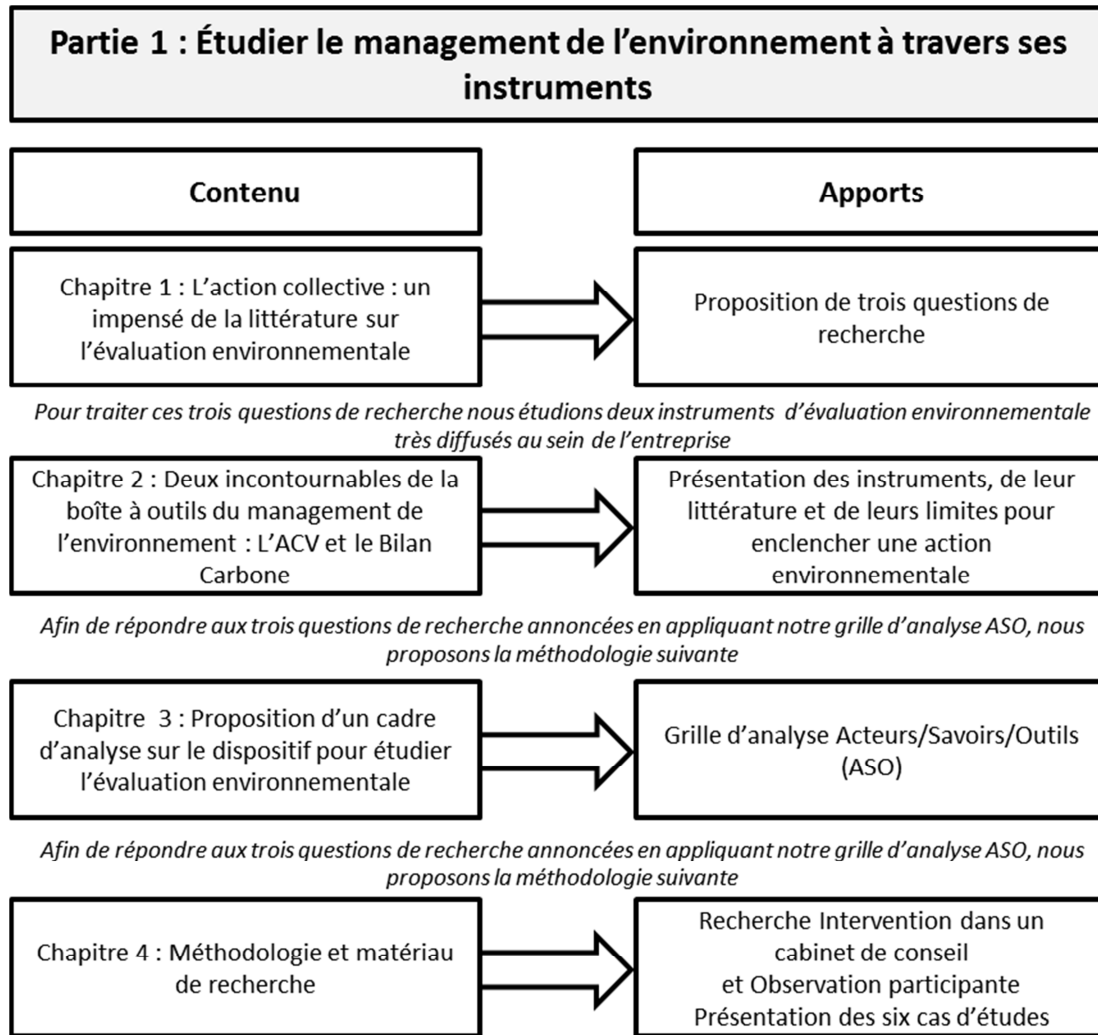 Partie 1 : Étudier le management de l'environnement à travers ses
instruments
Contenu
Apports
Chapitre 1 : L'action collective : un
impensé de la littérature sur
l'évaluation environnementale
Proposition de trois questions de
recherche
Pour traiter ces trois questions de recherche nous étudions deux instruments d'évaluation environnementale
très diffusés au sein de l'entreprise
Chapitre 2 : Deux incontournables de la
boîte à outils du management de
l'environnement : L'ACV et le Bilan
Carbone
Présentation des instruments, de leur
littérature et de leurs limites pour
enclencher une action
environnementale
Afin de répondre aux trois questions de recherche annoncées en appliquant notre grille d'analyse ASO, nous
proposons la méthodologie suivante
Chapitre 3 : Proposition d'un cadre
d'analyse sur le dispositif pour étudier
l'évaluation environnementale
Grille d'analyse Acteurs/Savoirs/Outils
(ASO)
Afin de répondre aux trois questions de recherche annoncées en appliquant notre grille d'analyse ASO, nous
proposons la méthodologie suivante
Chapitre 4 : Méthodologie et matériau
de recherche
Recherche Intervention dans un
cabinet de conseil
et Observation participante
Présentation des six cas d'études